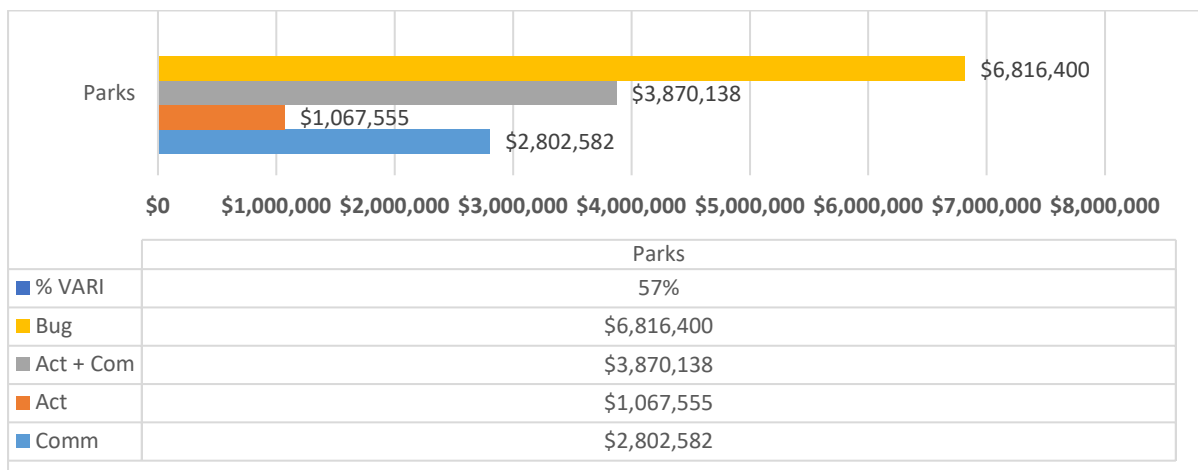 $6,816,400
Parks $3,870,138
$1,067,555
$2,802,582
$0 $1,000,000 $2,000,000 $3,000,000 $4,000,000 $5,000,000 $6,000,000 $7,000,000 $8,000,000
Parks
% VARI 57%
Bug $6,816,400
Act + Com $3,870,138
Act $1,067,555
Comm $2,802,582